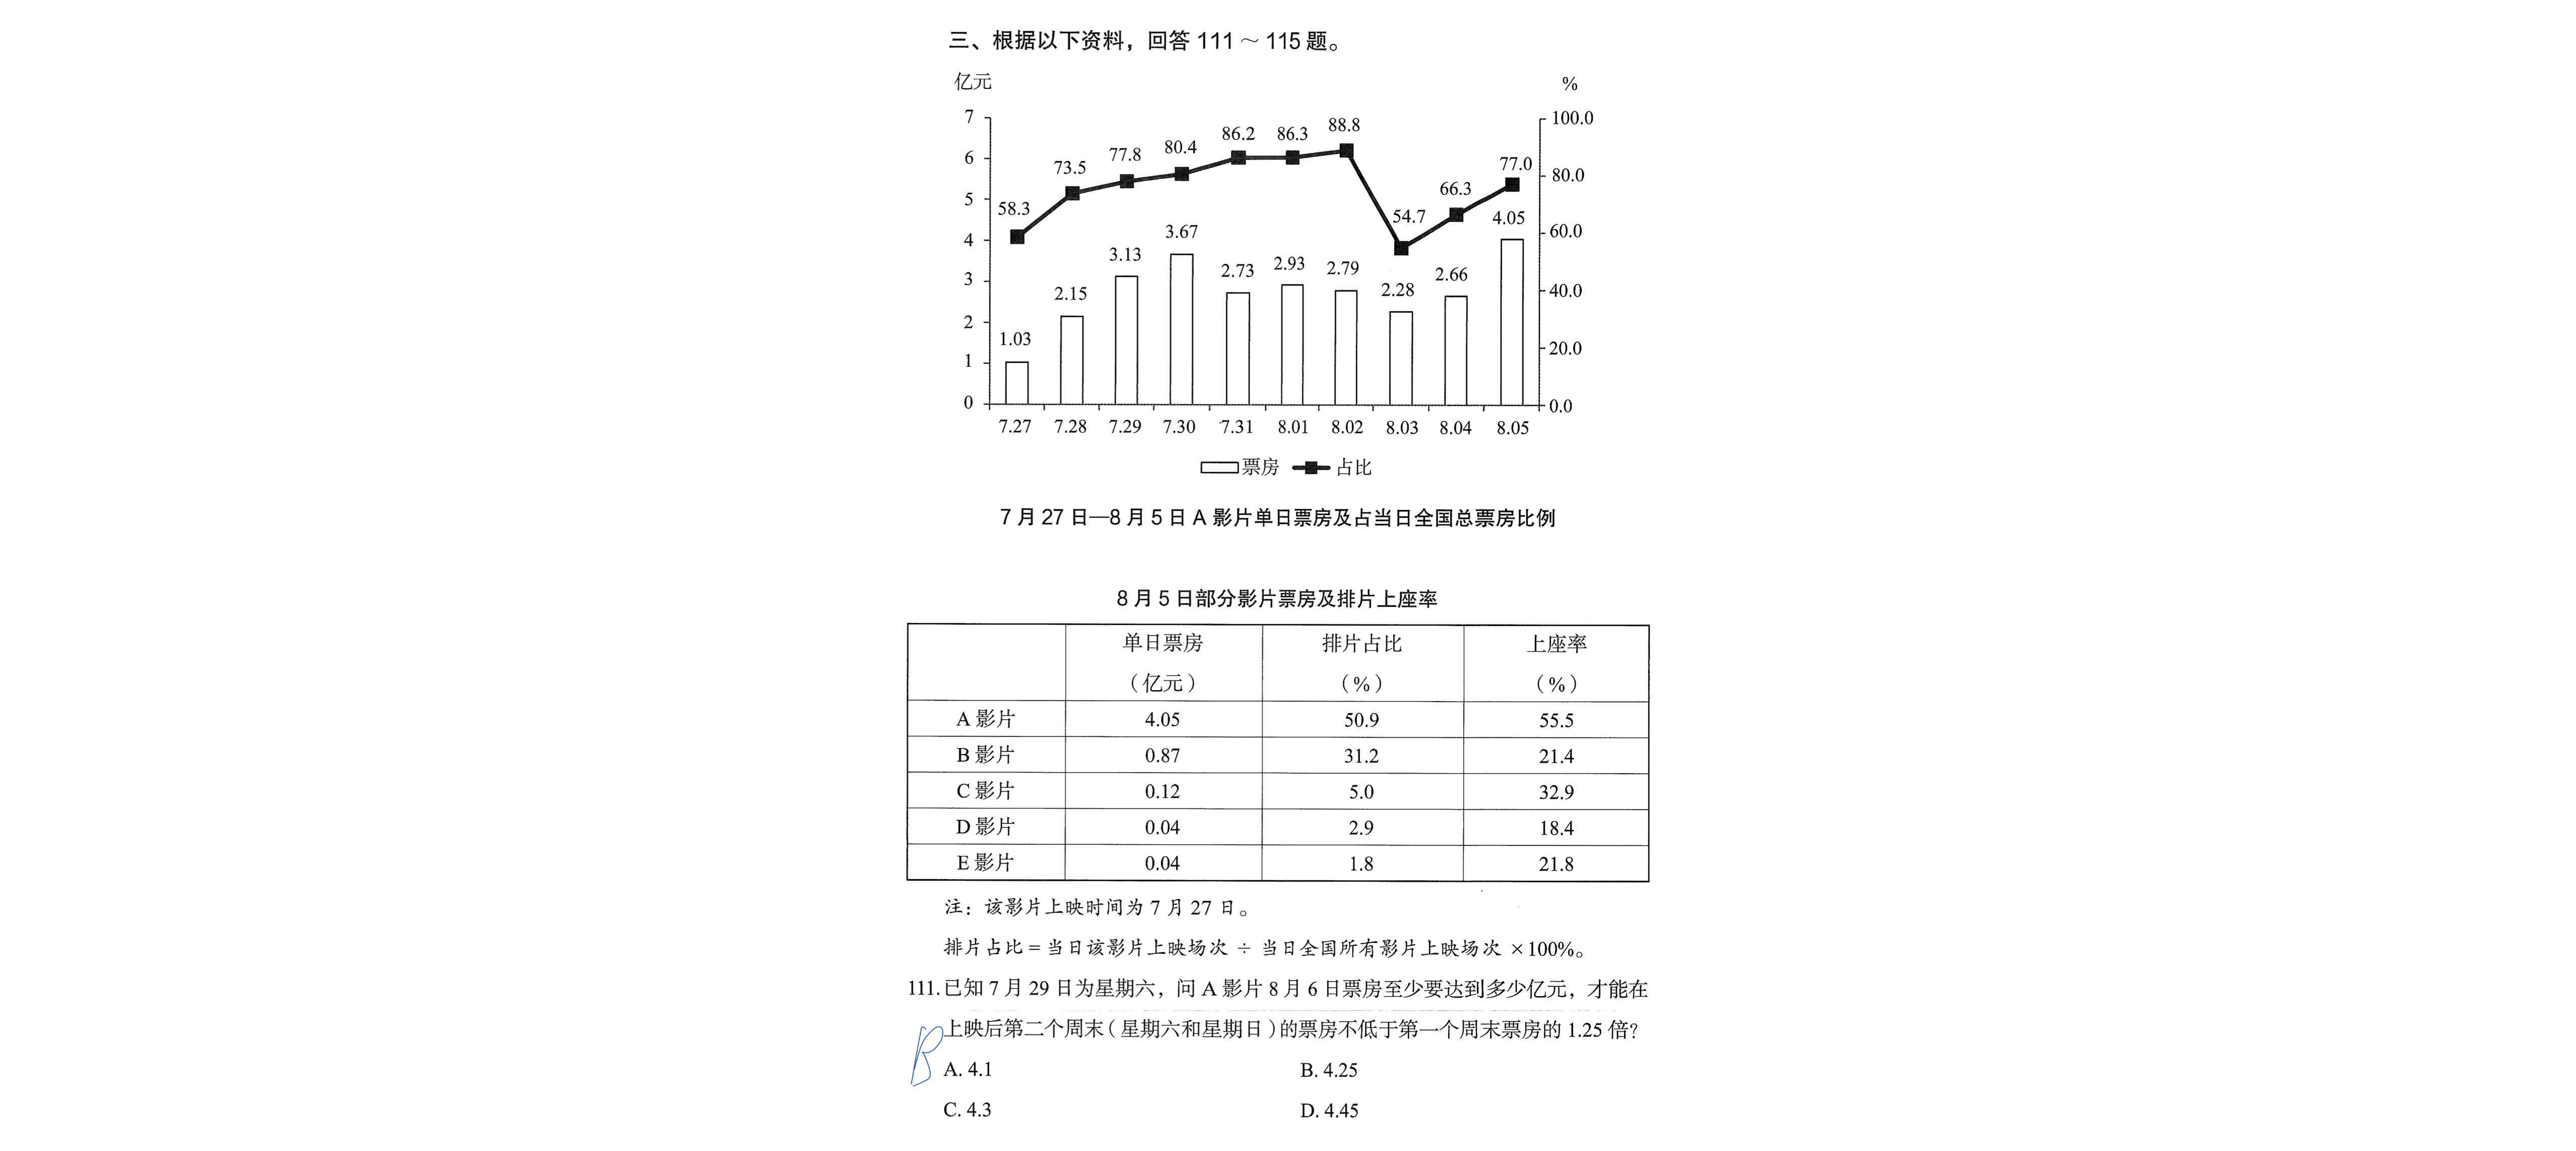 三、根据以下资料，回答 111～115 题。
亿元
%
7
6
5
4
3
2
1
0
100.0
80.0
60.0
40.0
20.0
0.0
58.3
73.5
77.8
80.4
86.2
86.3
88.8
54.7
66.3
77.0
1.03
2.15
3.13
3.67
2.73
2.93
2.79
2.28
2.66
4.05
7.27 7.28 7.29 7.30 7.31 8.01 8.02 8.03 8.04 8.05
票房 占比
7 月 27 日—8 月 5 日 A 影片单日票房及占当日全国总票房比例
8 月 5 日部分影片票房及排片上座率
单日票房 排片占比 上座率
（亿元） （%） （%）
A 影片 4.05 50.9 55.5
B 影片 0.87 31.2 21.4
C 影片 0.12 5.0 32.9
D 影片 0.04 2.9 18.4
E 影片 0.04 1.8 21.8
注：该影片上映时间为 7 月 27 日。
排片占比 = 当日该影片上映场次 ÷ 当日全国所有影片上映场次 ×100%。
111.已知 7 月 29 日为星期六，问 A 影片 8 月 6 日票房至少要达到多少亿元，才能在
上映后第二个周末（星期六和星期日）的票房不低于第一个周末票房的 1.25 倍？
B
A. 4.1 B. 4.25
C. 4.3 D. 4.45